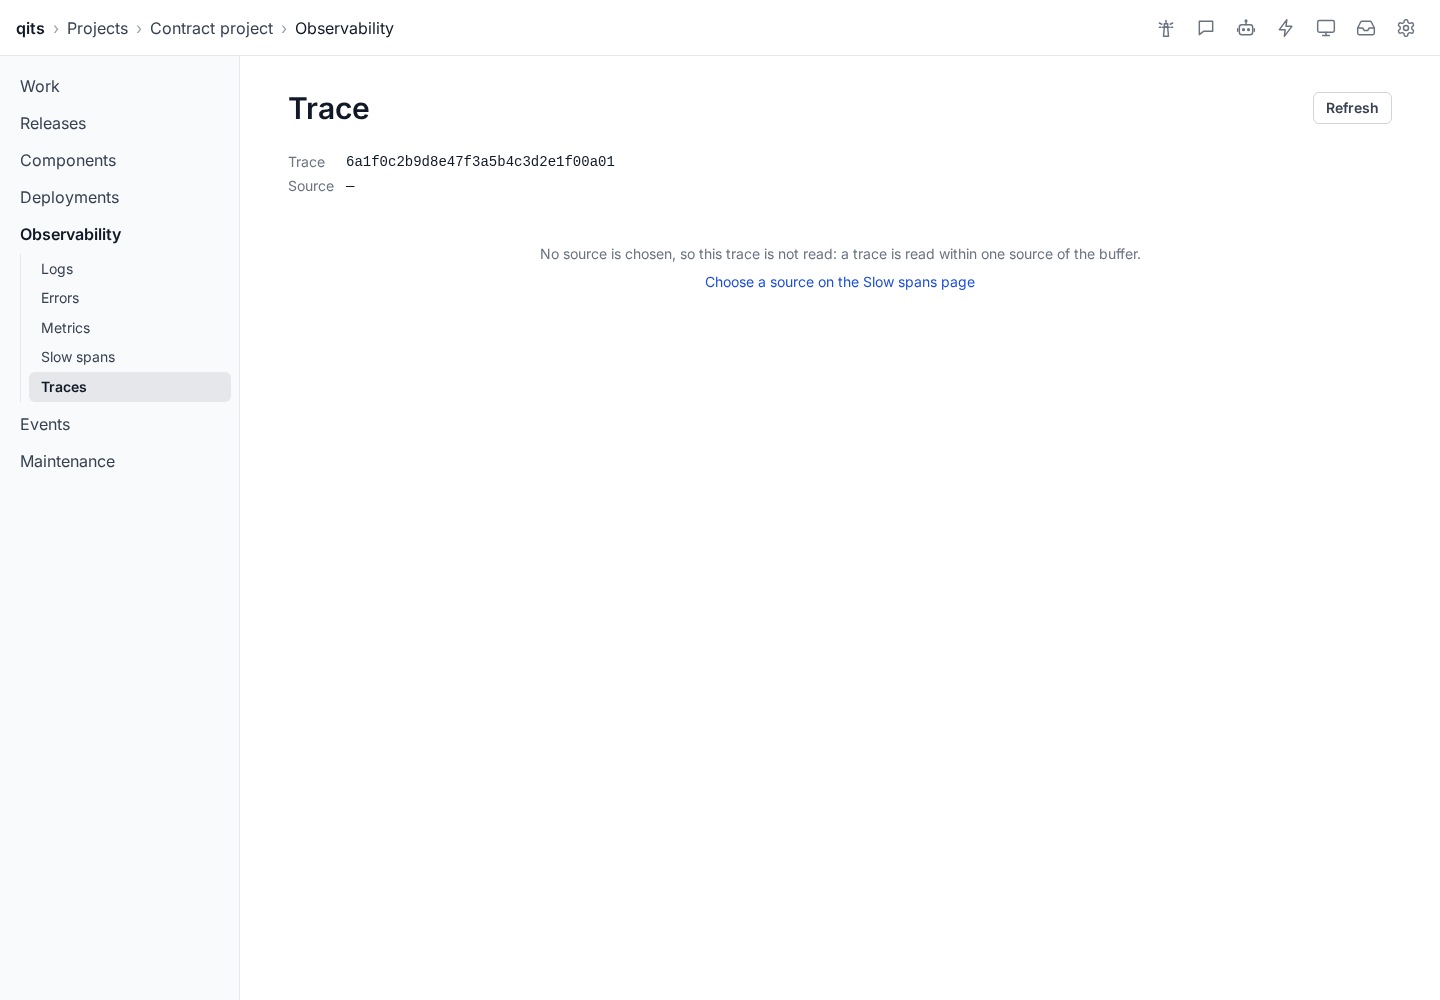 qits › Projects › Contract project › Observability
Work
Releases
Components
Deployments
Observability
Logs
Errors
Metrics
Slow spans
Traces
Events
Maintenance
Trace
Refresh
Trace 6a1f0c2b9d8e47f3a5b4c3d2e1f00a01
Source —
No source is chosen, so this trace is not read: a trace is read within one source of the buffer.
Choose a source on the Slow spans page